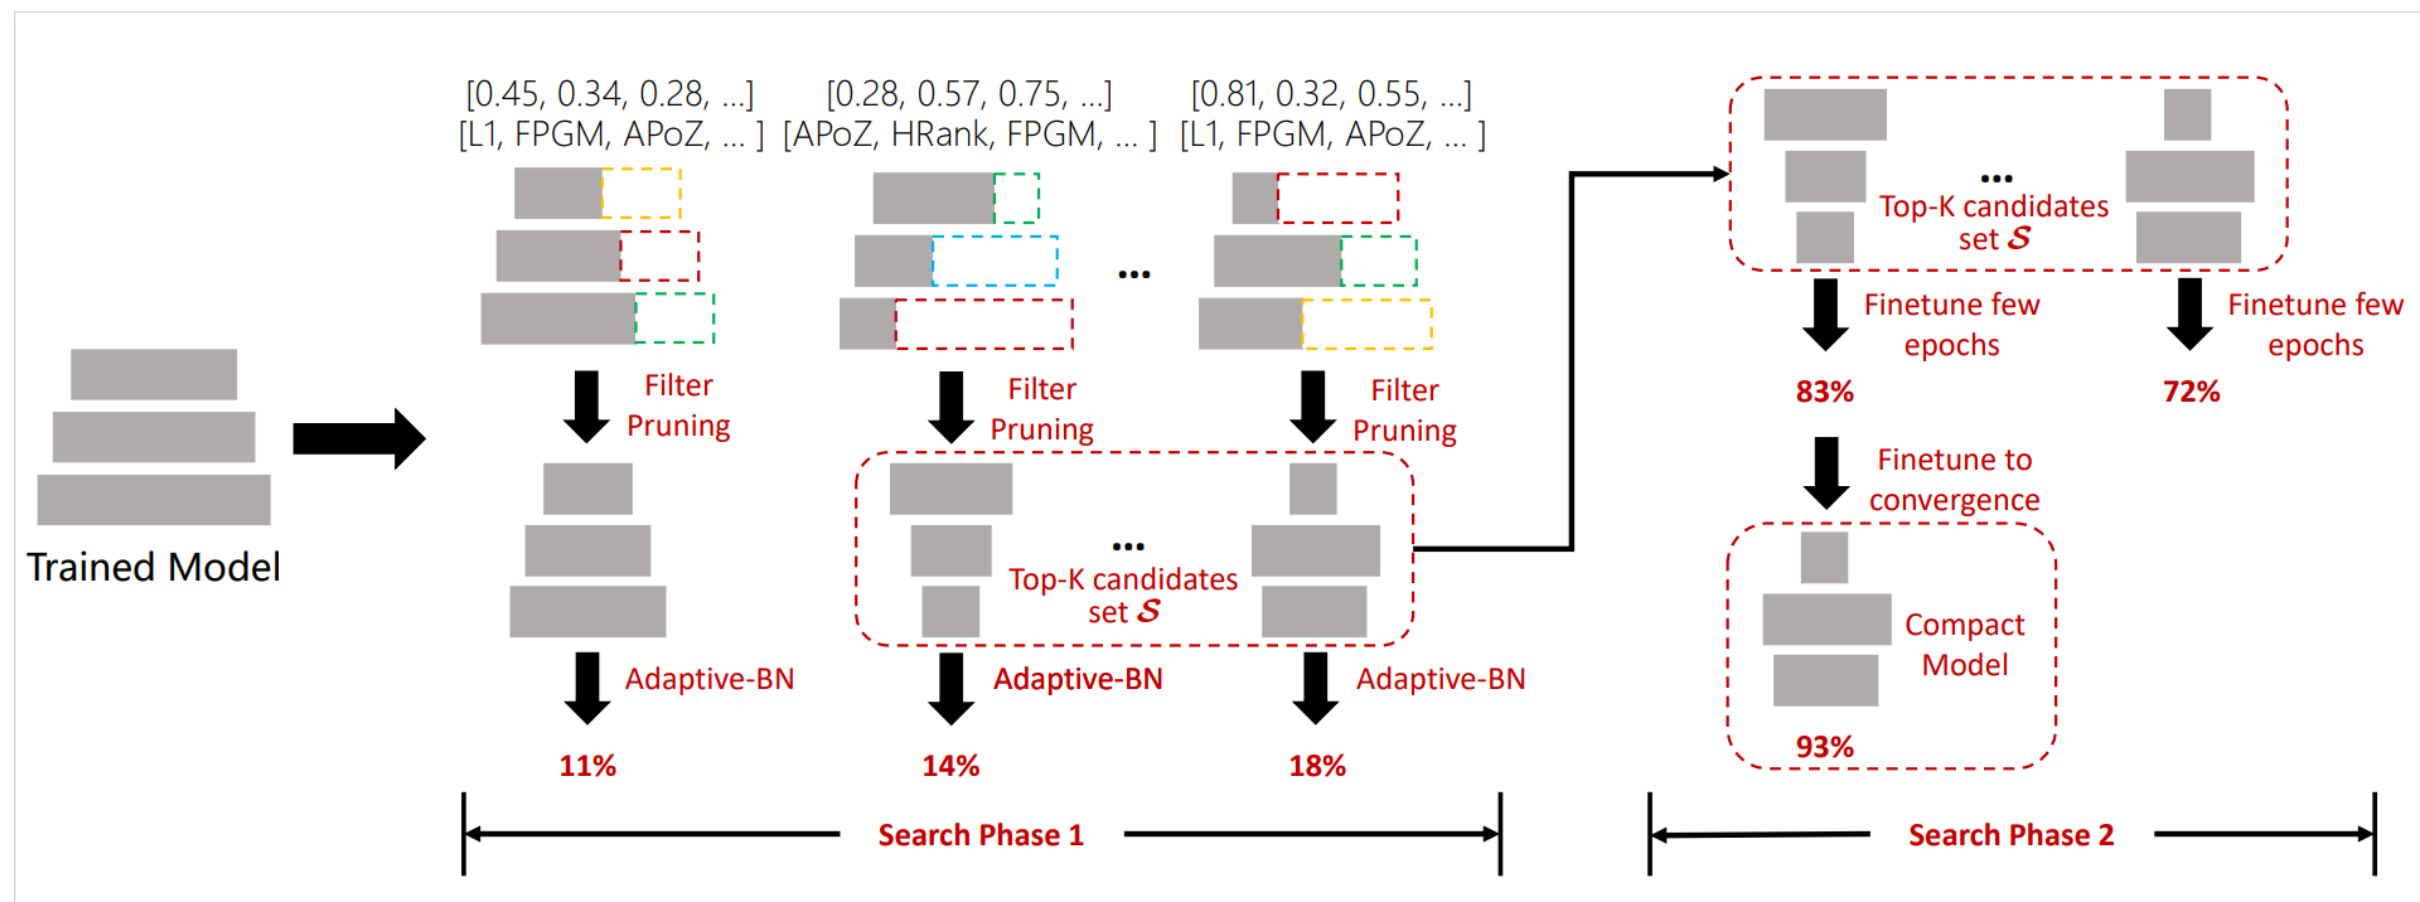 [0.45, 0.34, 0.28, ...]
[L1, FPGM, APoZ, ... ]
[0.28, 0.57, 0.75, ...]
[APoZ, HRank, FPGM, ... ]
[0.81, 0.32, 0.55, ...]
[L1, FPGM, APoZ, ... ]
...
Trained Model
Filter
Pruning
Filter
Pruning
Filter
Pruning
...
Top-K candidates
set S
Adaptive-BN
Adaptive-BN
Adaptive-BN
11%
14%
18%
Search Phase 1
...
Top-K candidates
set S
Finetune few
epochs
Finetune few
epochs
83%
72%
Finetune to
convergence
Compact
Model
93%
Search Phase 2